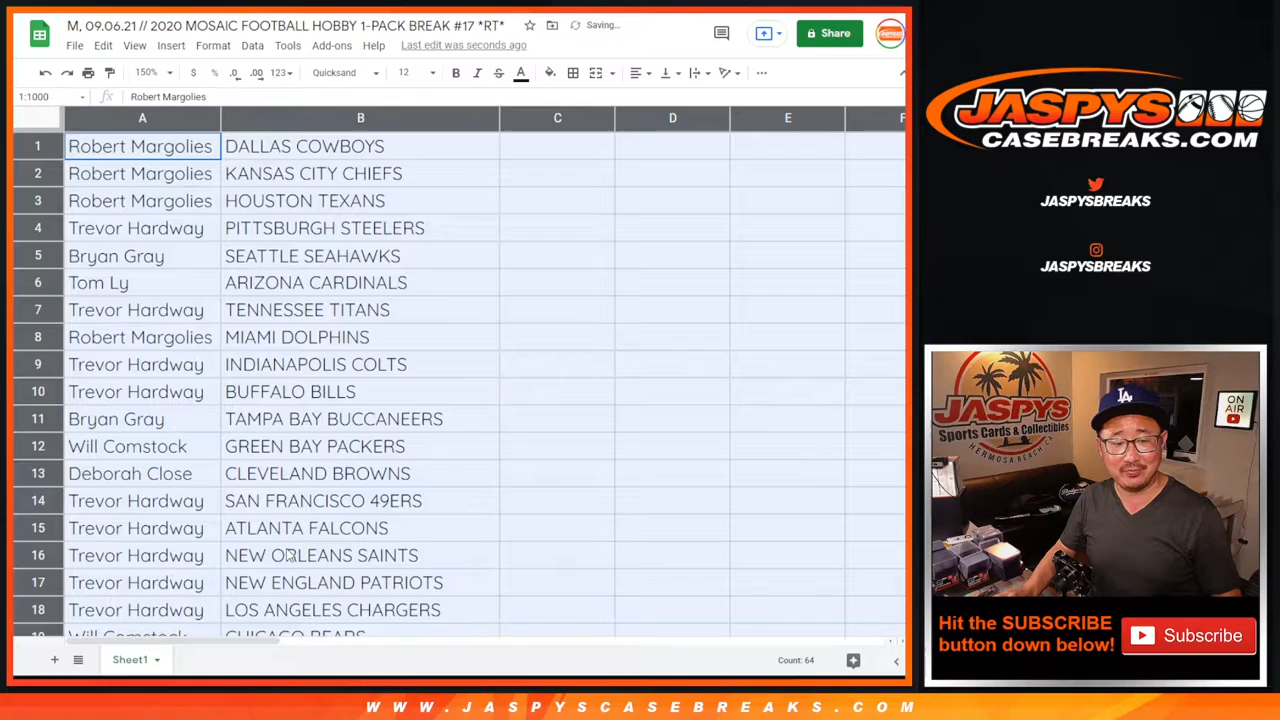 M, 09.06.21 // 2020 MOSAIC FOOTBALL HOBBY 1-PACK BREAK #17 *RT*
Saving...
File Edit View Insert Format Data Tools Add-ons Help Last edit was seconds ago
Share
150% $ % .0 .00 123 Quicksand 12 B I S A
1:1000 fx Robert Margolies
A B C D E F
1 Robert Margolies DALLAS COWBOYS
2 Robert Margolies KANSAS CITY CHIEFS
3 Robert Margolies HOUSTON TEXANS
4 Trevor Hardway PITTSBURGH STEELERS
5 Bryan Gray SEATTLE SEAHAWKS
6 Tom Ly ARIZONA CARDINALS
7 Trevor Hardway TENNESSEE TITANS
8 Robert Margolies MIAMI DOLPHINS
9 Trevor Hardway INDIANAPOLIS COLTS
10 Trevor Hardway BUFFALO BILLS
11 Bryan Gray TAMPA BAY BUCCANEERS
12 Will Comstock GREEN BAY PACKERS
13 Deborah Close CLEVELAND BROWNS
14 Trevor Hardway SAN FRANCISCO 49ERS
15 Trevor Hardway ATLANTA FALCONS
16 Trevor Hardway NEW ORLEANS SAINTS
17 Trevor Hardway NEW ENGLAND PATRIOTS
18 Trevor Hardway LOS ANGELES CHARGERS
19 Will Comstock CHICAGO BEARS
Sheet1
Count: 64
JASPYS
CASEBREAKS.COM
JASPYSBREAKS
JASPYSBREAKS
JASPYS
Sports Cards & Collectibles
HERMOSA BEACH
LA
ON
AIR
Hit the SUBSCRIBE
button down below!
Subscribe
WWW.JASPYSCASEBREAKS.COM